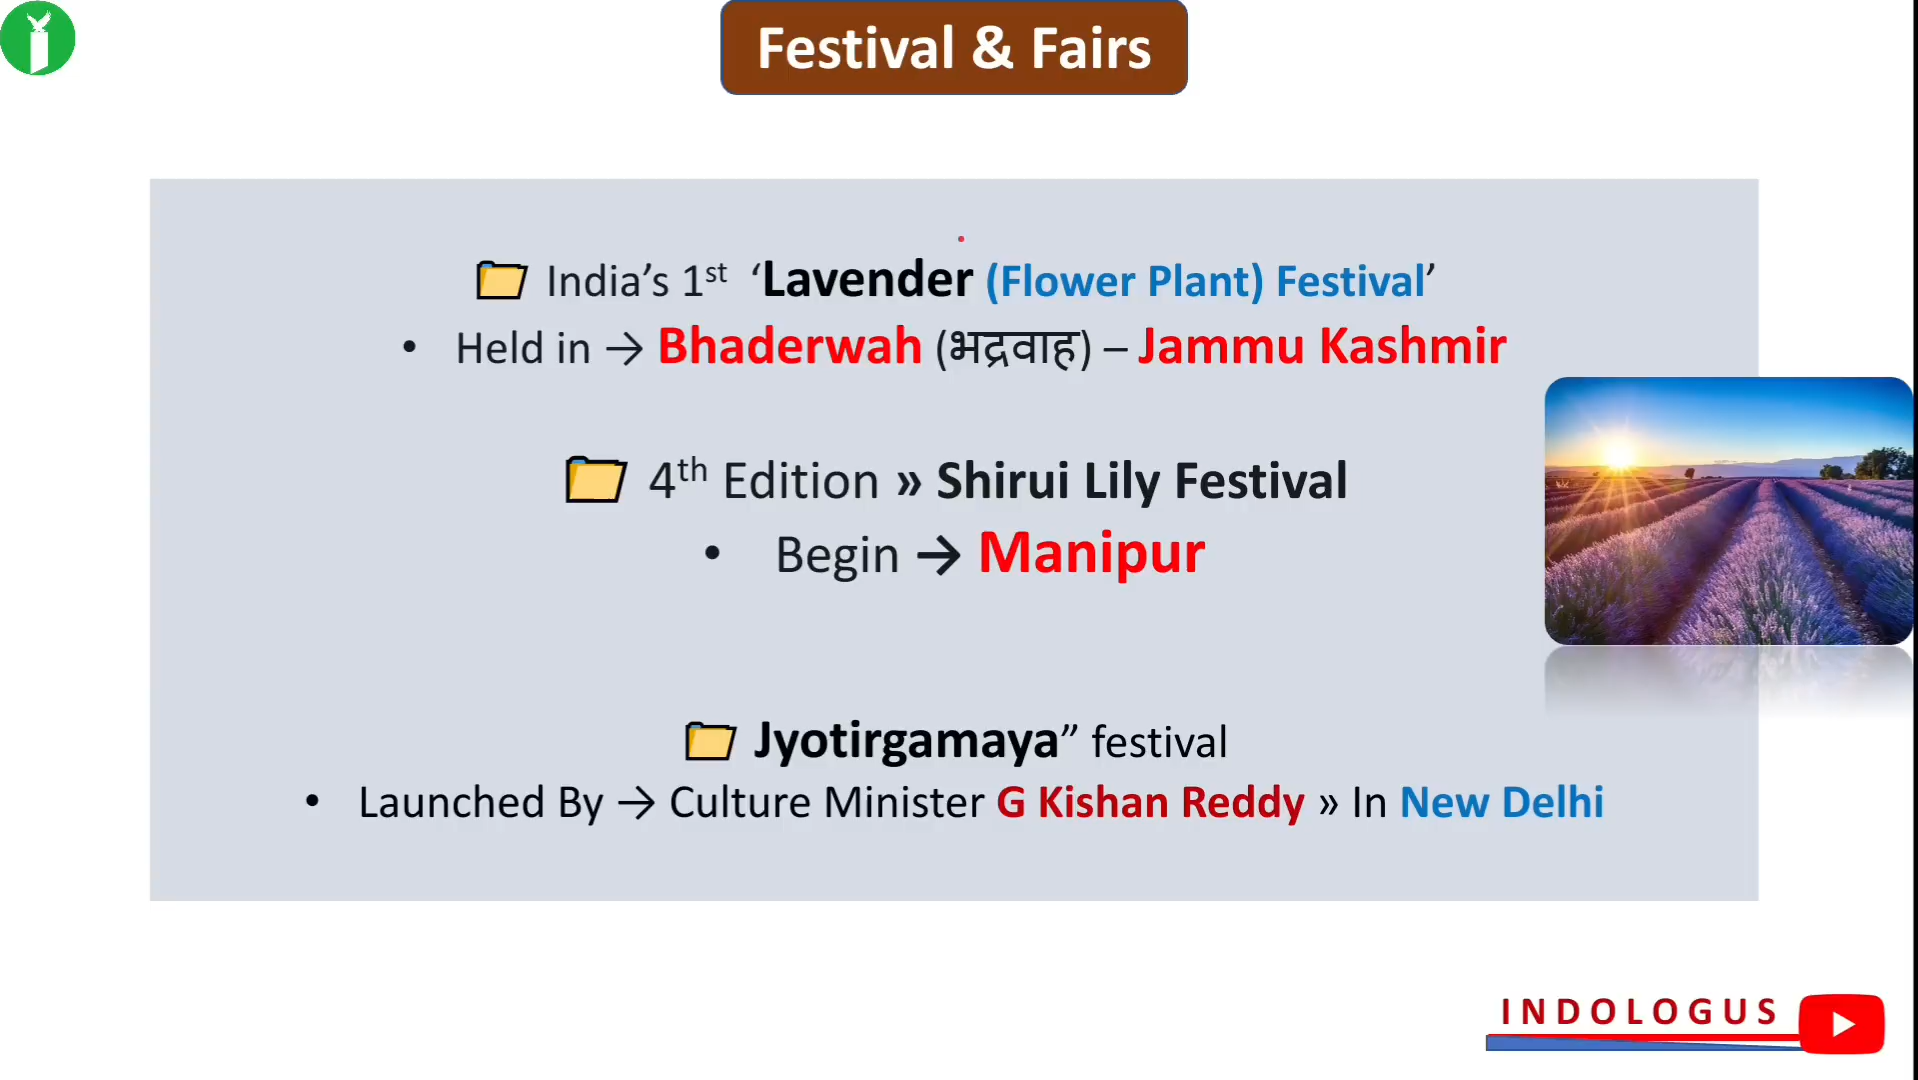 Festival & Fairs
India’s 1st ‘Lavender (Flower Plant) Festival’
• Held in → Bhaderwah (भद्रवाह) – Jammu Kashmir
4th Edition » Shirui Lily Festival
• Begin → Manipur
Jyotirgamaya” festival
• Launched By → Culture Minister G Kishan Reddy » In New Delhi
INDOLOGUS